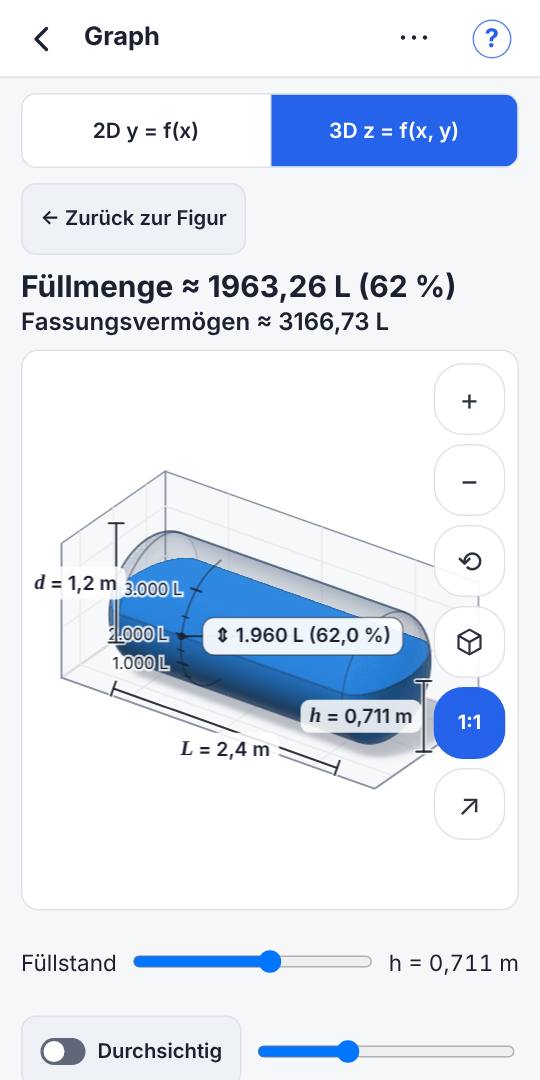 Graph
?
2D y = f(x)
3D z = f(x, y)
← Zurück zur Figur
Füllmenge ≈ 1963,26 L (62 %)
Fassungsvermögen ≈ 3166,73 L
+
−
d = 1,2 m
3.000 L
2.000 L
⇕ 1.960 L (62,0 %)
1.000 L
h = 0,711 m
1:1
L = 2,4 m
Füllstand
h = 0,711 m
Durchsichtig